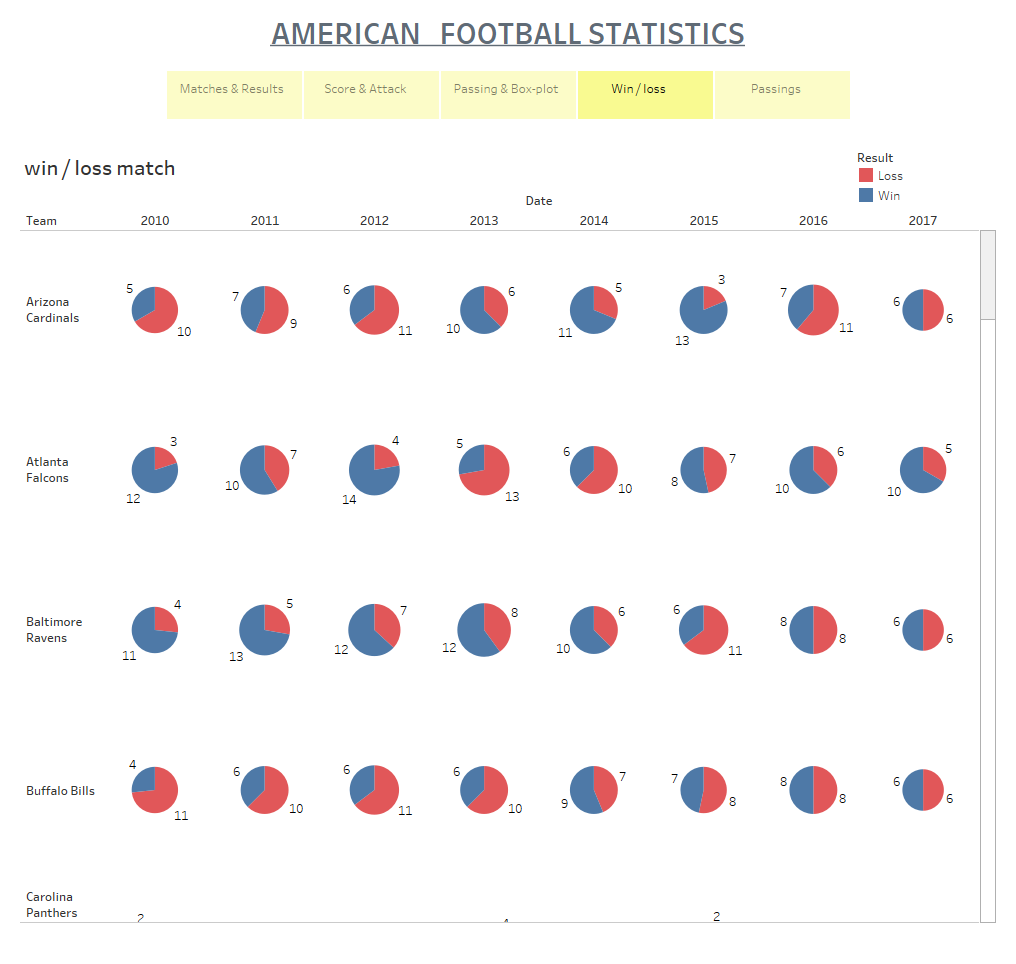 AMERICAN FOOTBALL STATISTICS
Matches & Results Score & Attack Passing & Box-plot Win / loss Passings
win / loss match
Result
Loss
Win
Date
Team 2010 2011 2012 2013 2014 2015 2016 2017
Arizona
Cardinals
5 10 7 9 6 11 10 6 11 5 13 3 7 11 6 6
Atlanta
Falcons
12 3 10 7 14 4 5 13 6 10 8 7 10 6 10 5
Baltimore
Ravens
11 4 13 5 12 7 12 8 10 6 6 11 8 8 6 6
Buffalo Bills
4 11 6 10 6 11 6 10 9 7 7 8 8 8 6 6
Carolina
Panthers
2 4 2